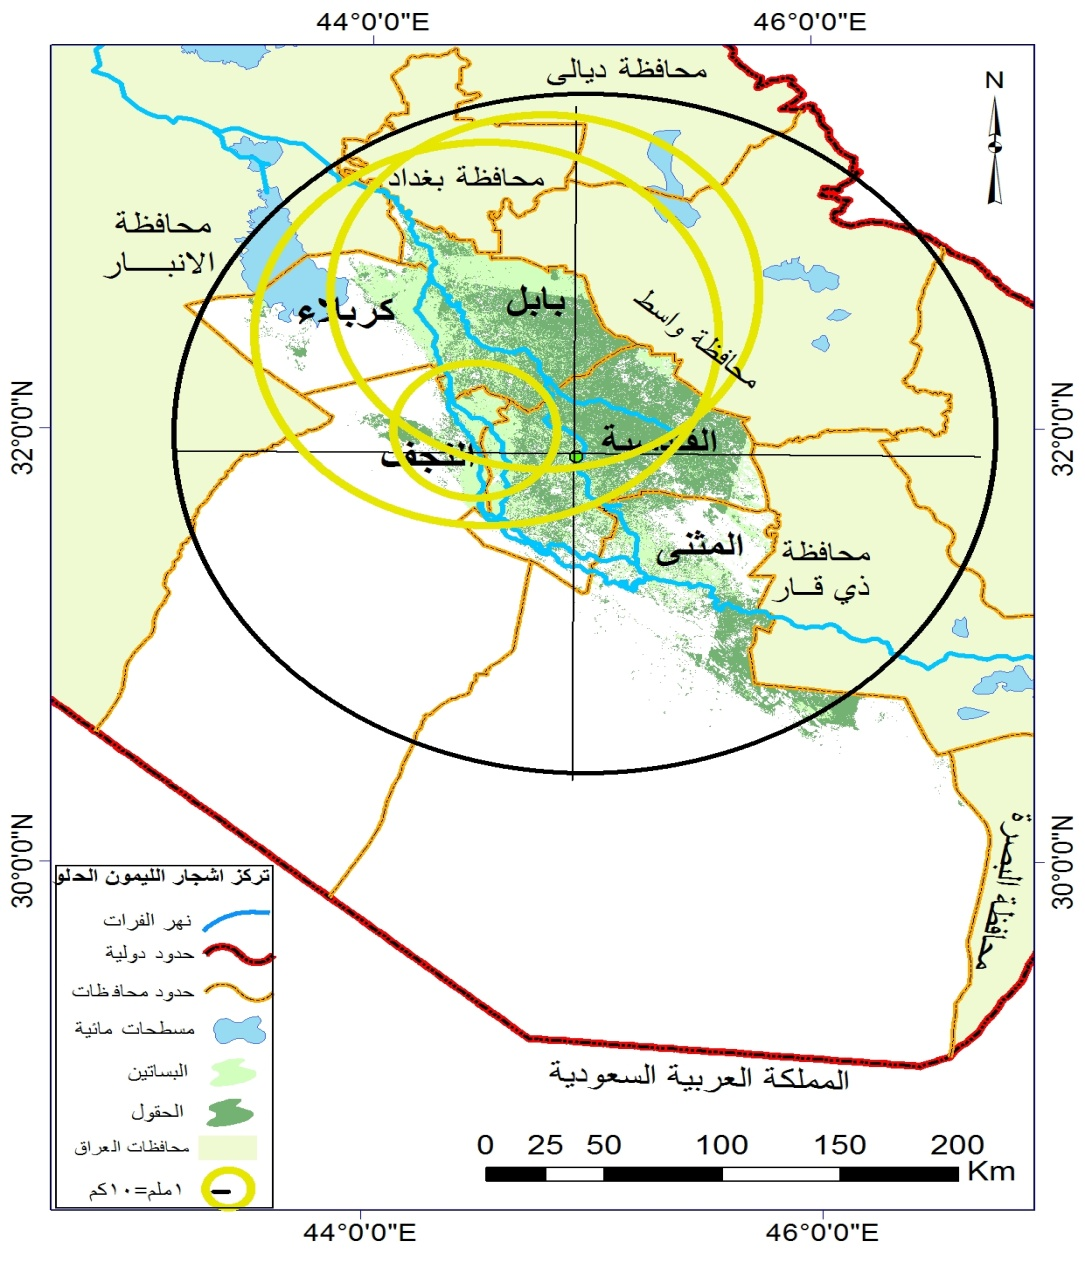 44°0'0"E
46°0'0"E
محافظة ديالى
N
محافظة بغداد
محافظة
الانبـــــار
كربلاء
بابل
محافظة واسط
32°0'0"N
32°0'0"N
القادسية
النجف
المثنى
محافظة
ذي قـــار
30°0'0"N
30°0'0"N
محافظة البصرة
تركز اشجار الليمون الحلو
نهر الفرات
حدود دولية
حدود محافظات
مسطحات مائية
البساتين
الحقول
محافظات العراق
١ملم=١٠كم
المملكة العربية السعودية
0 25 50 100 150 200
Km
44°0'0"E
46°0'0"E